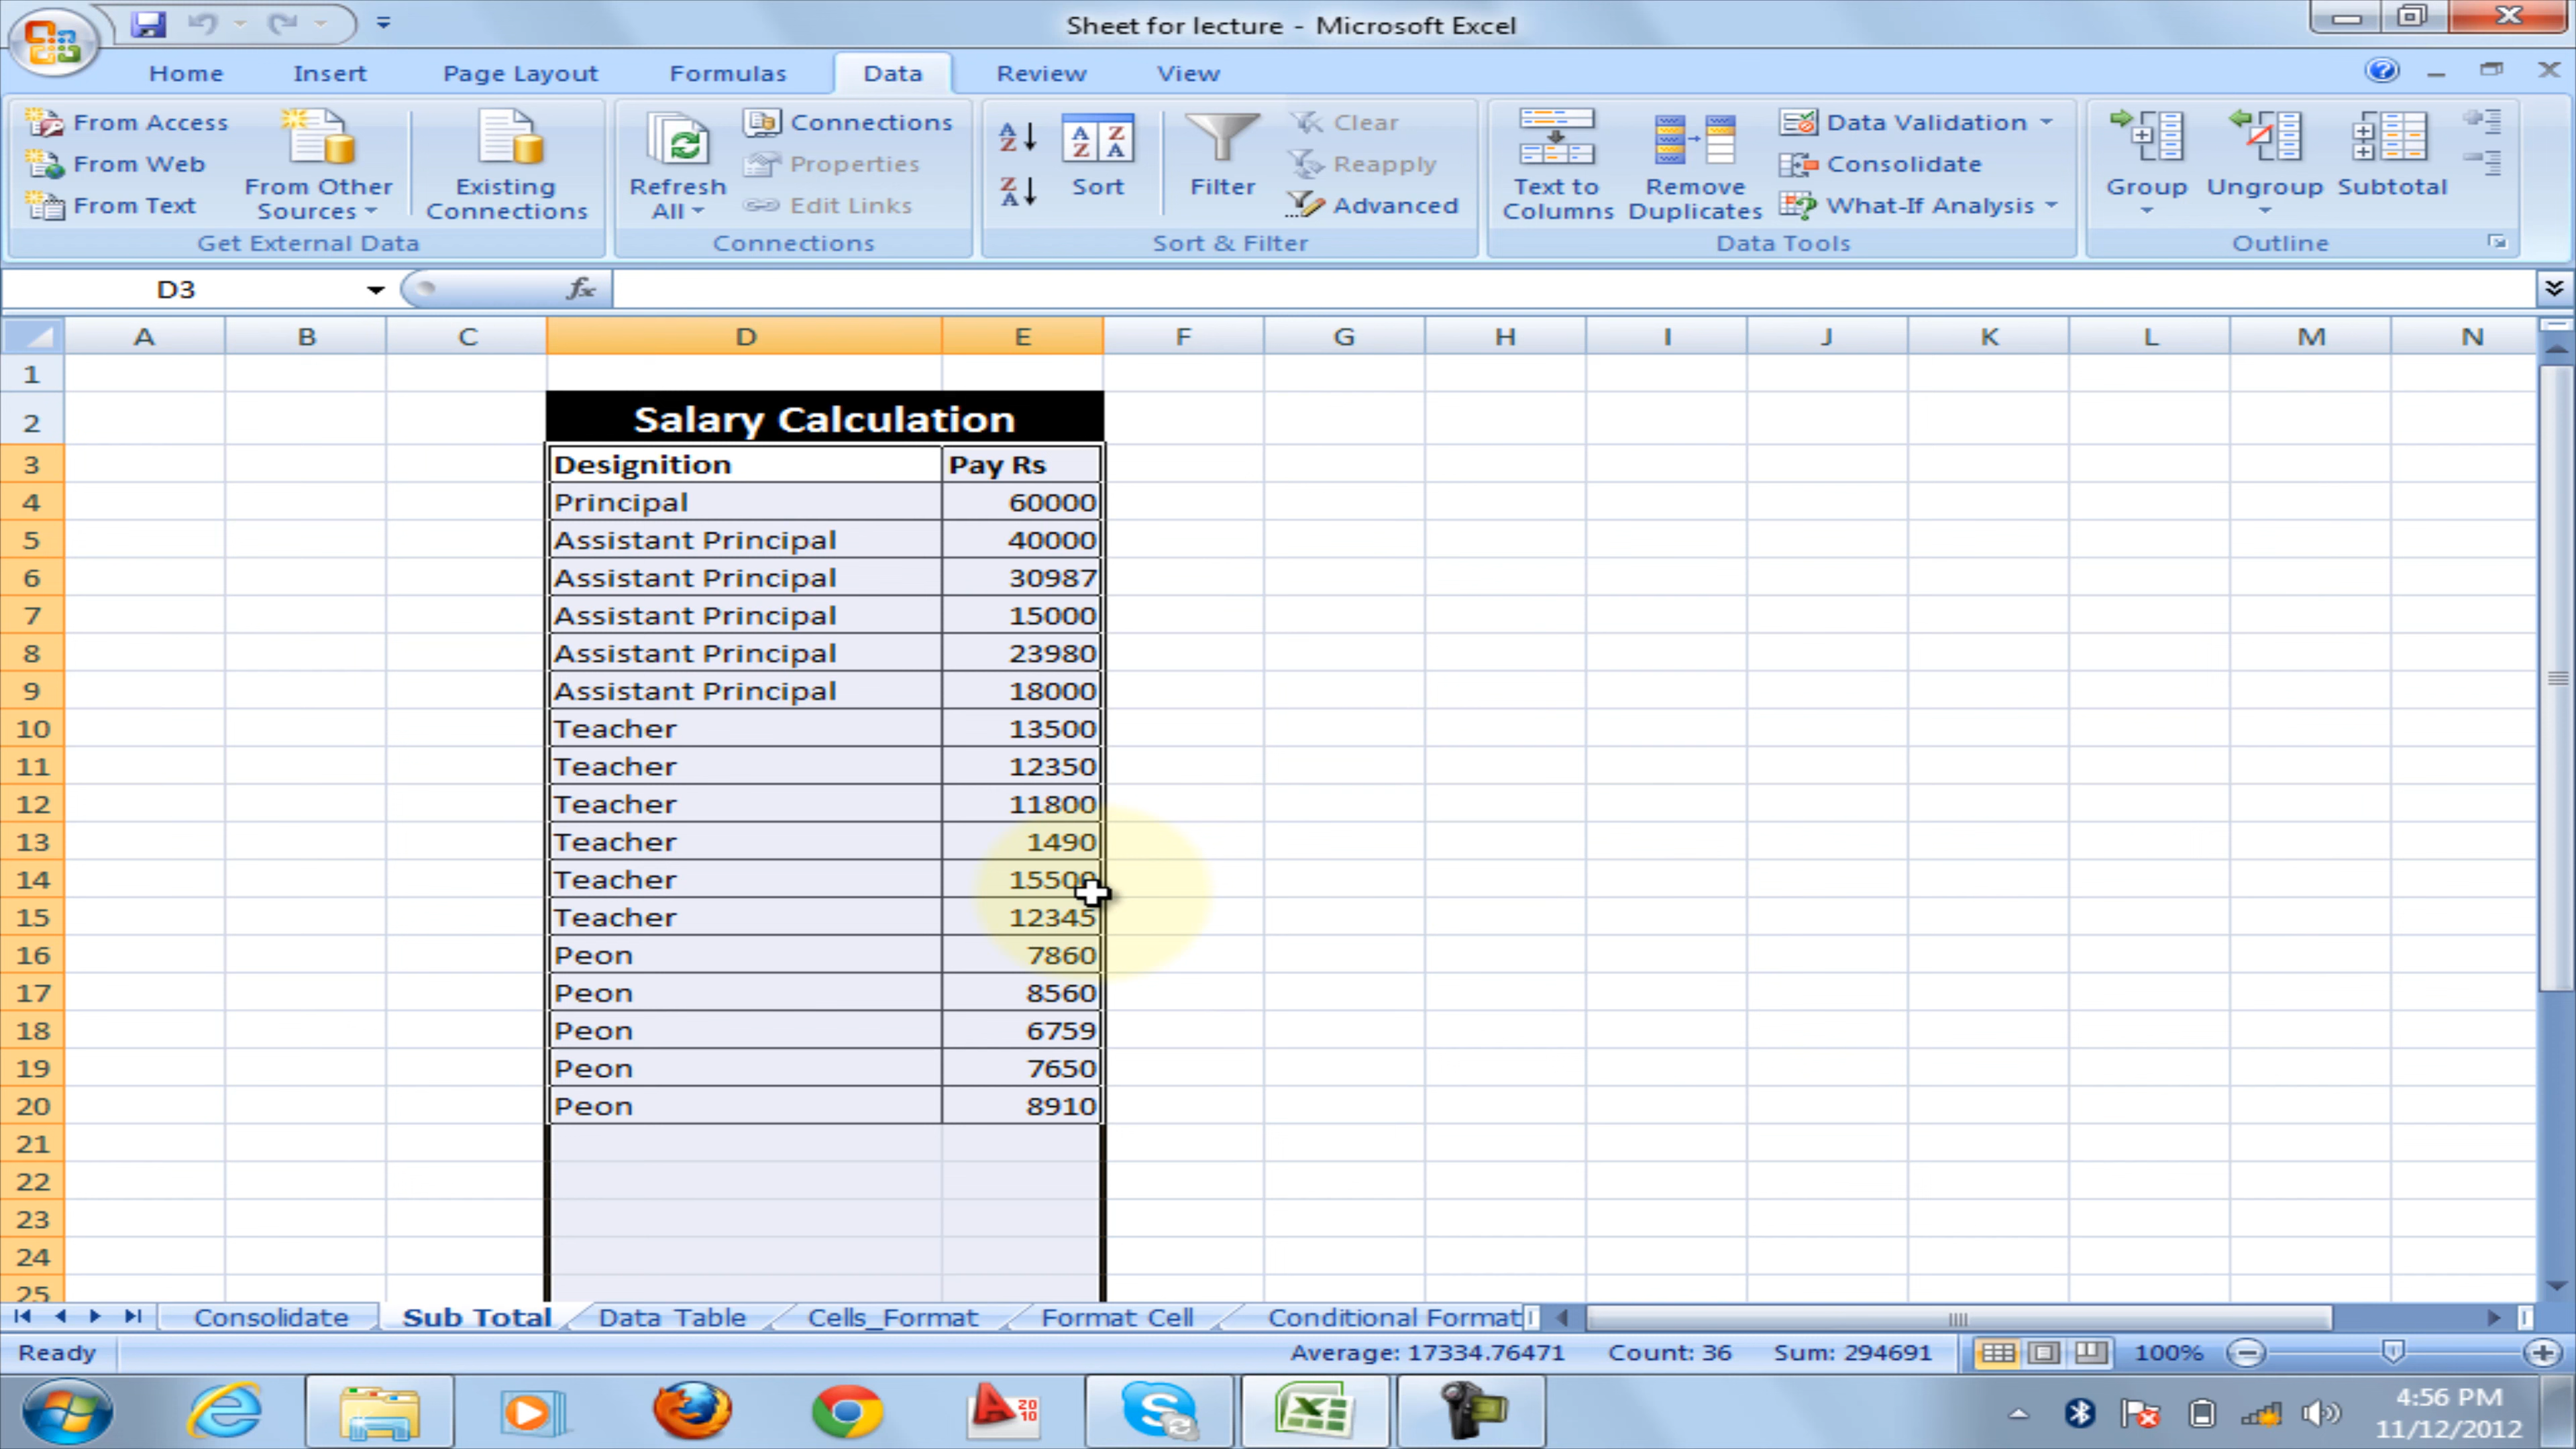 Sheet for lecture - Microsoft Excel
Home Insert Page Layout Formulas Data Review View
From Access
From Web
From Text
From Other
Sources
Existing
Connections
Get External Data
Refresh
All
Connections
Properties
Edit Links
Connections
A
Z
Z
A
A Z
Z A
Sort
Filter
Clear
Reapply
Advanced
Sort & Filter
Text to
Columns
Remove
Duplicates
Data Validation
Consolidate
What-If Analysis
Data Tools
Group
Ungroup
Subtotal
Outline
D3 fx
A B C D E F G H I J K L M N
1
2 Salary Calculation
3 Designition Pay Rs
4 Principal 60000
5 Assistant Principal 40000
6 Assistant Principal 30987
7 Assistant Principal 15000
8 Assistant Principal 23980
9 Assistant Principal 18000
10 Teacher 13500
11 Teacher 12350
12 Teacher 11800
13 Teacher 1490
14 Teacher 15500
15 Teacher 12345
16 Peon 7860
17 Peon 8560
18 Peon 6759
19 Peon 7650
20 Peon 8910
21
22
23
24
25
Consolidate Sub Total Data Table Cells_Format Format Cell Conditional Format
Ready Average: 17334.76471 Count: 36 Sum: 294691 100%
20
10
4:56 PM
11/12/2012